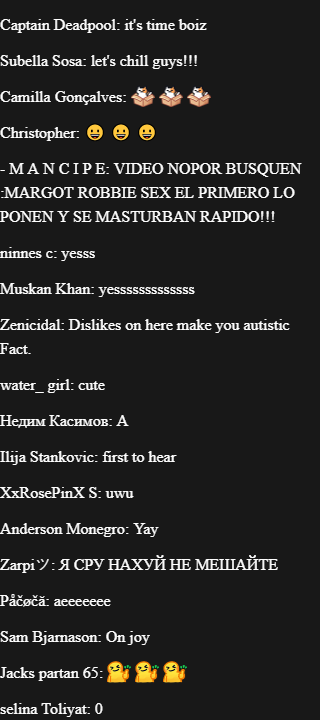 Captain Deadpool: it's time boiz
Subella Sosa: let's chill guys!!!
Camilla Gonçalves:
Christopher: 😀 😀 😀
- M A N C I P E: VIDEO NOPOR BUSQUEN
:MARGOT ROBBIE SEX EL PRIMERO LO
PONEN Y SE MASTURBAN RAPIDO!!!
ninnes c: yesss
Muskan Khan: yesssssssssssss
Zenicidal: Dislikes on here make you autistic
Fact.
water_ girl: cute
Недим Касимов: А
Ilija Stankovic: first to hear
XxRosePinX S: uwu
Anderson Monegro: Yay
Zarpiツ: Я СРУ НАХУЙ НЕ МЕШАЙТЕ
Påčøčă: aeeeeeee
Sam Bjarnason: On joy
Jacks partan 65:
selina Toliyat: 0